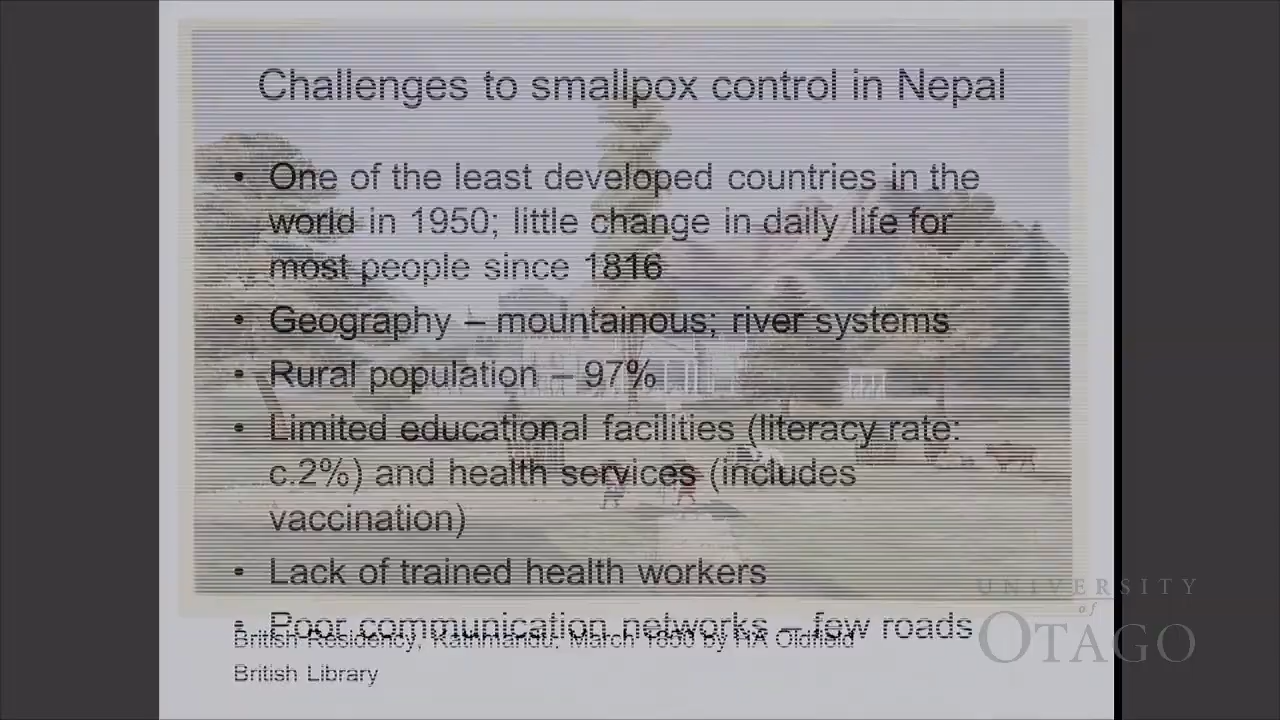 Challenges to smallpox control in Nepal
• One of the least developed countries in the
world in 1950; little change in daily life for
most people since 1816
• Geography – mountainous; river systems
• Rural population – 97%
• Limited educational facilities (literacy rate:
c.2%) and health services (includes
vaccination)
• Lack of trained health workers
• Poor communication networks – few roads
British Residency, Kathmandu, March by HA Oldfield
British Library
UNIVERSITY
of
OTAGO